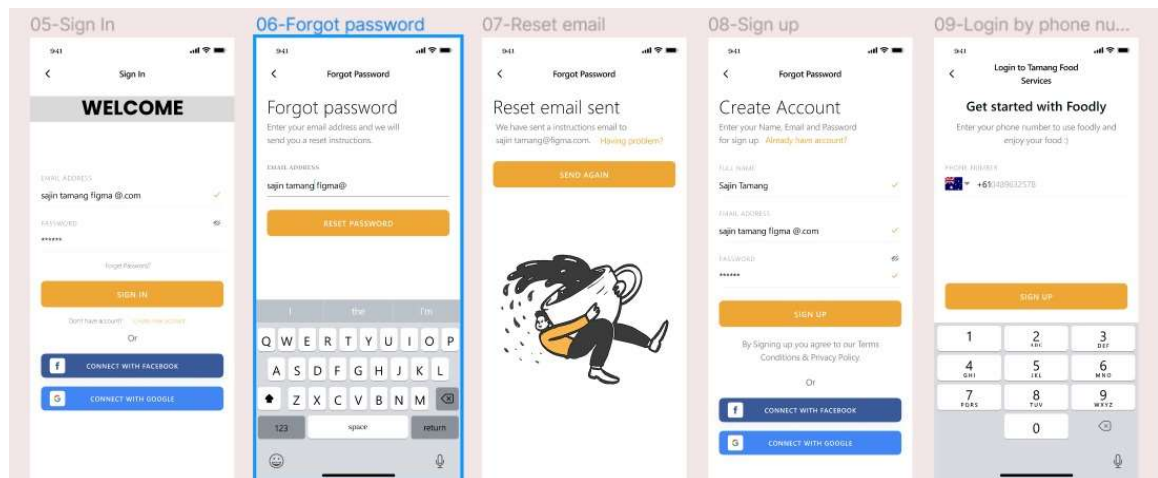 05-Sign In
9:41
Sign In
WELCOME
EMAIL ADDRESS
sajin tamang figma @.com
PASSWORD
******
Forget Password?
SIGN IN
Don't have account? Create new account
Or
f CONNECT WITH FACEBOOK
G CONNECT WITH GOOGLE
06-Forgot password
9:41
Forgot Password
Forgot password
Enter your email address and we will
send you a reset instructions.
EMAIL ADDRESS
sajin tamang figma@
RESET PASSWORD
I the I'm
Q W E R T Y U I O P
A S D F G H J K L
Z X C V B N M
123 space return
07-Reset email
9:41
Forgot Password
Reset email sent
We have sent a instructions email to
sajin tamang@figma.com. Having problem?
SEND AGAIN
08-Sign up
9:41
Forgot Password
Create Account
Enter your Name, Email and Password
for sign up. Already have account?
FULL NAME
Sajin Tamang
EMAIL ADDRESS
sajin tamang figma @.com
PASSWORD
******
SIGN UP
By Signing up you agree to our Terms
Conditions & Privacy Policy.
Or
f CONNECT WITH FACEBOOK
G CONNECT WITH GOOGLE
09-Login by phone nu...
9:41
Login to Tamang Food
Services
Get started with Foodly
Enter your phone number to use foodly and
enjoy your food :)
PHONE NUMBER
+61
SIGN UP
1 2 ABC 3 DEF
4 GHI 5 JKL 6 MNO
7 PQRS 8 TUV 9 WXYZ
0